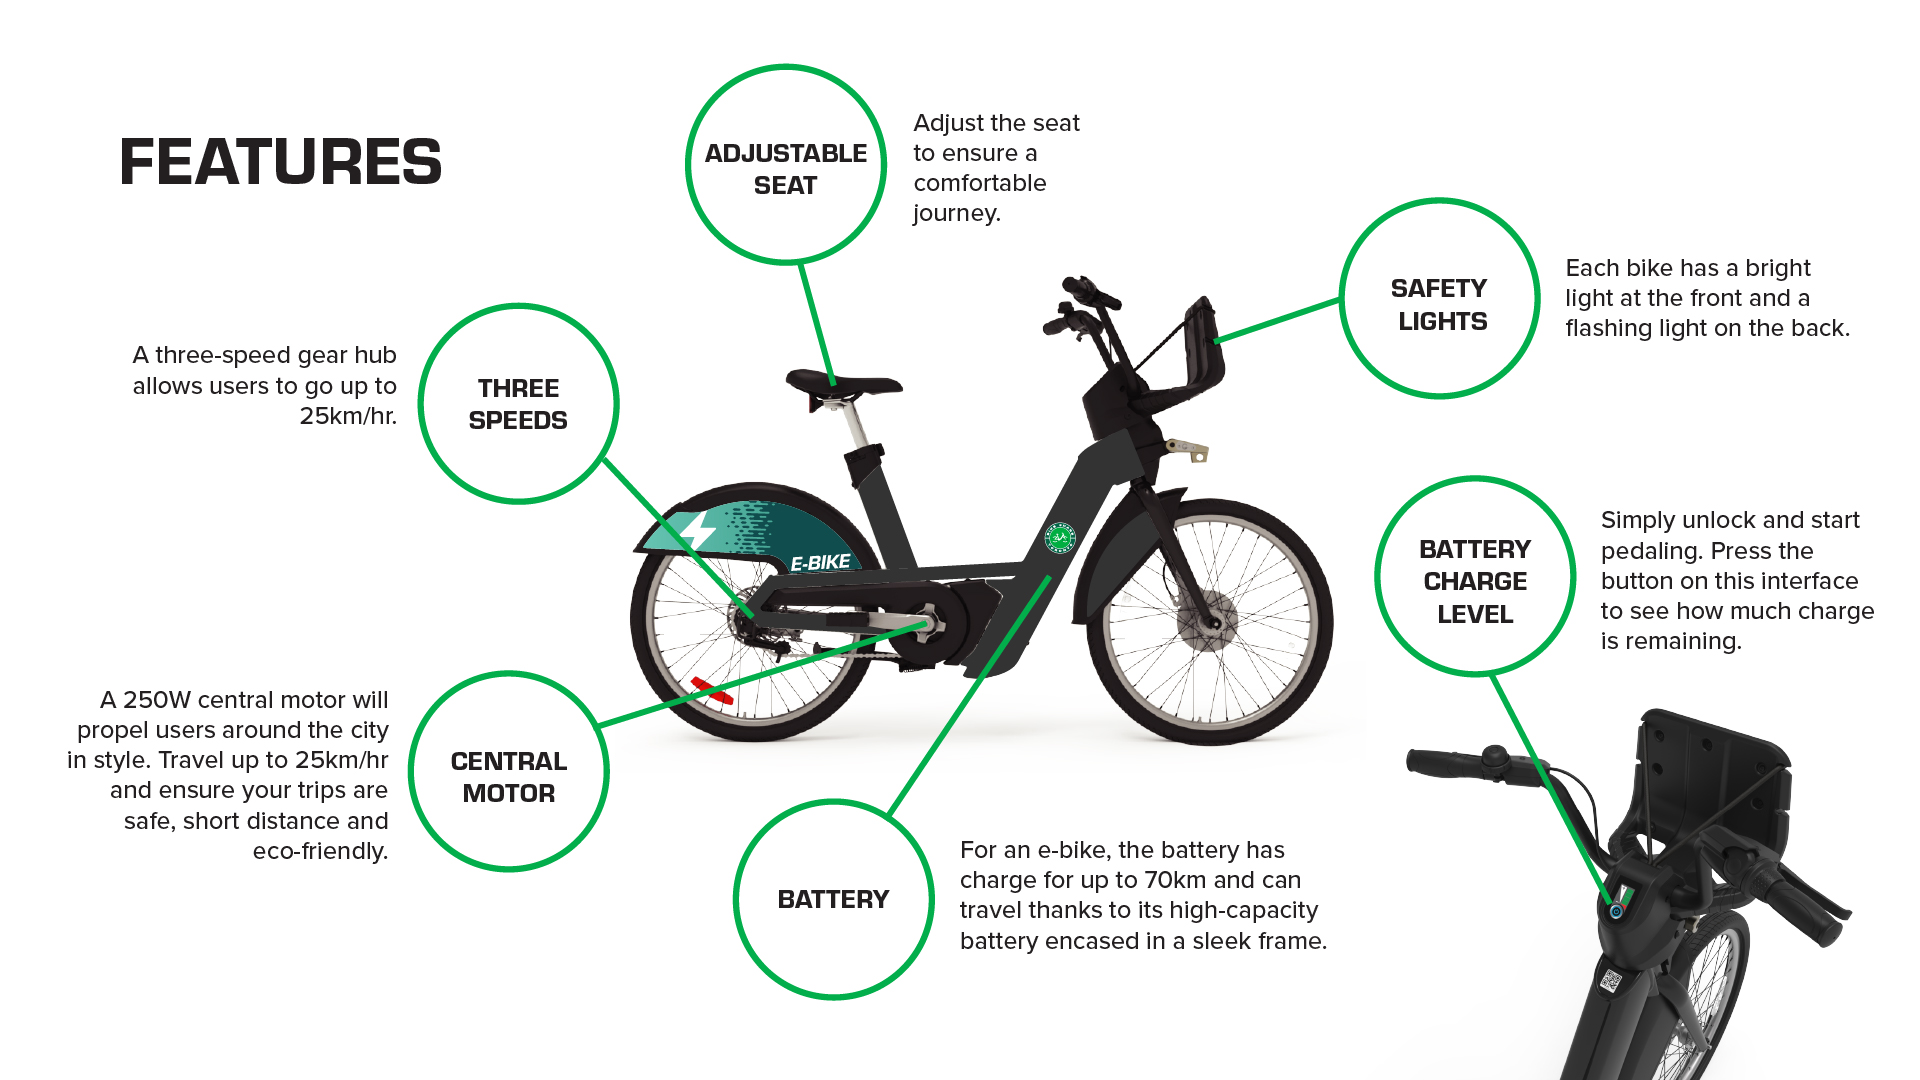 FEATURES
ADJUSTABLE
SEAT
Adjust the seat
to ensure a
comfortable
journey.
SAFETY
LIGHTS
Each bike has a bright
light at the front and a
flashing light on the back.
A three-speed gear hub
allows users to go up to
25km/hr.
THREE
SPEEDS
E-BIKE
BATTERY
CHARGE
LEVEL
Simply unlock and start
pedaling. Press the
button on this interface
to see how much charge
is remaining.
A 250W central motor will
propel users around the city
in style. Travel up to 25km/hr
and ensure your trips are
safe, short distance and
eco-friendly.
CENTRAL
MOTOR
BATTERY
For an e-bike, the battery has
charge for up to 70km and can
travel thanks to its high-capacity
battery encased in a sleek frame.